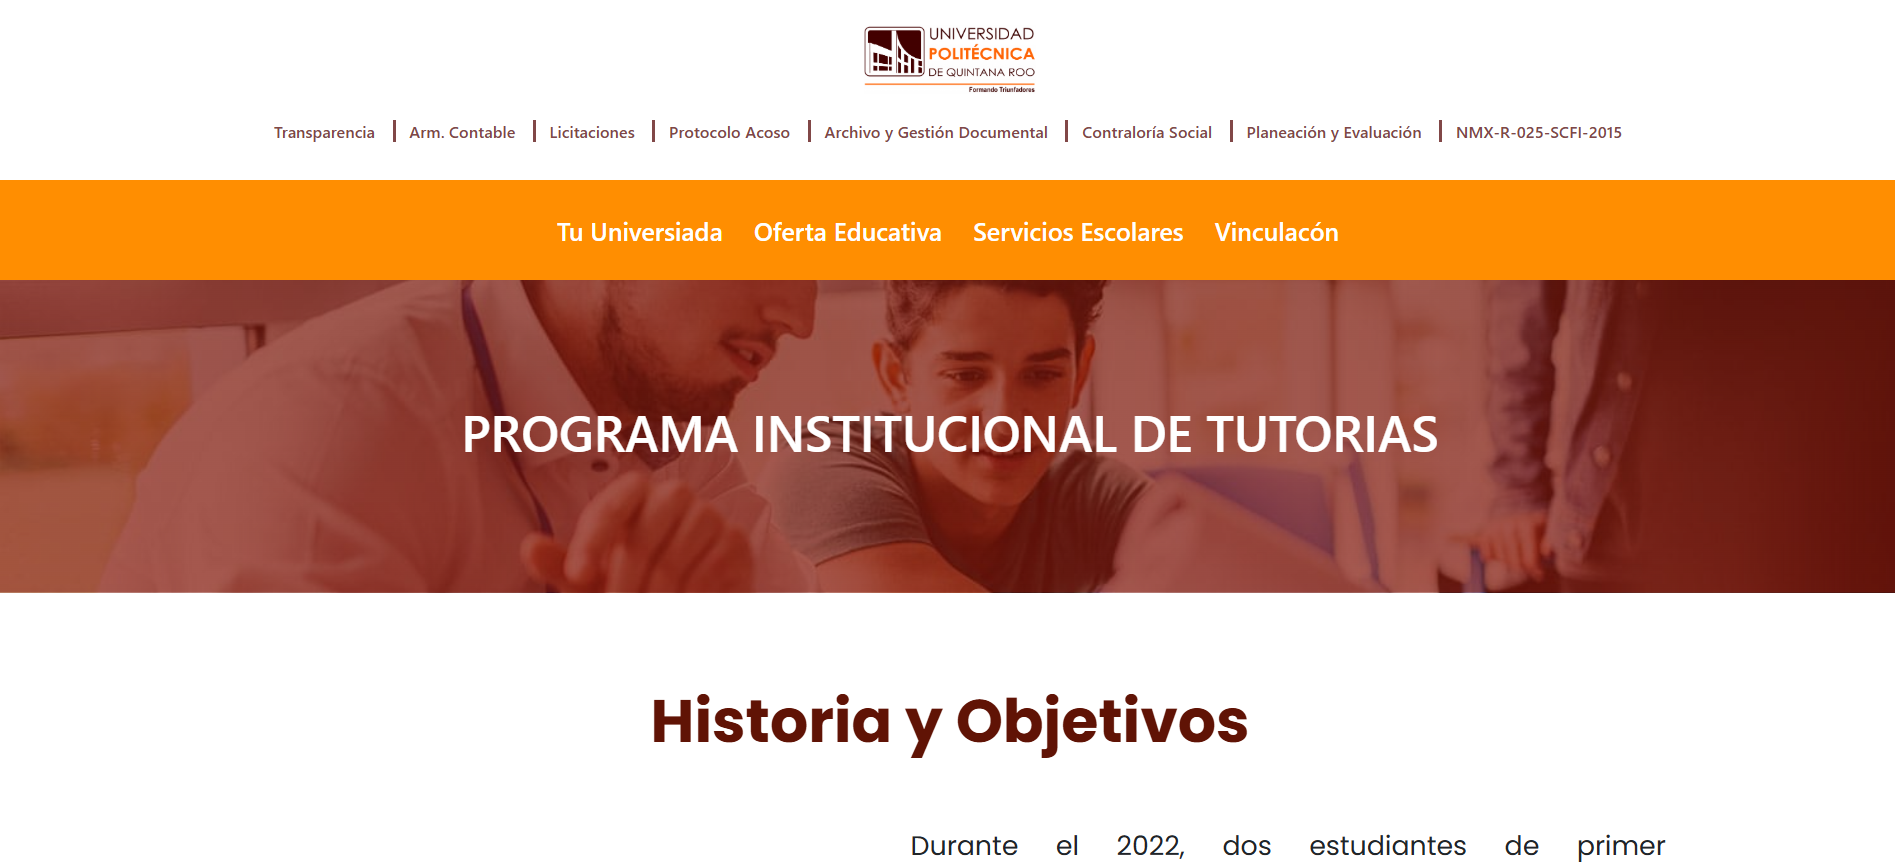 UNIVERSIDAD
POLITÉCNICA
DE QUINTANA ROO
Formando Triunfadores
Transparencia
Arm. Contable
Licitaciones
Protocolo Acoso
Archivo y Gestión Documental
Contraloría Social
Planeación y Evaluación
NMX-R-025-SCFI-2015
Tu Universiada
Oferta Educativa
Servicios Escolares
Vinculacón
PROGRAMA INSTITUCIONAL DE TUTORIAS
Historia y Objetivos
Durante el 2022, dos estudiantes de primer